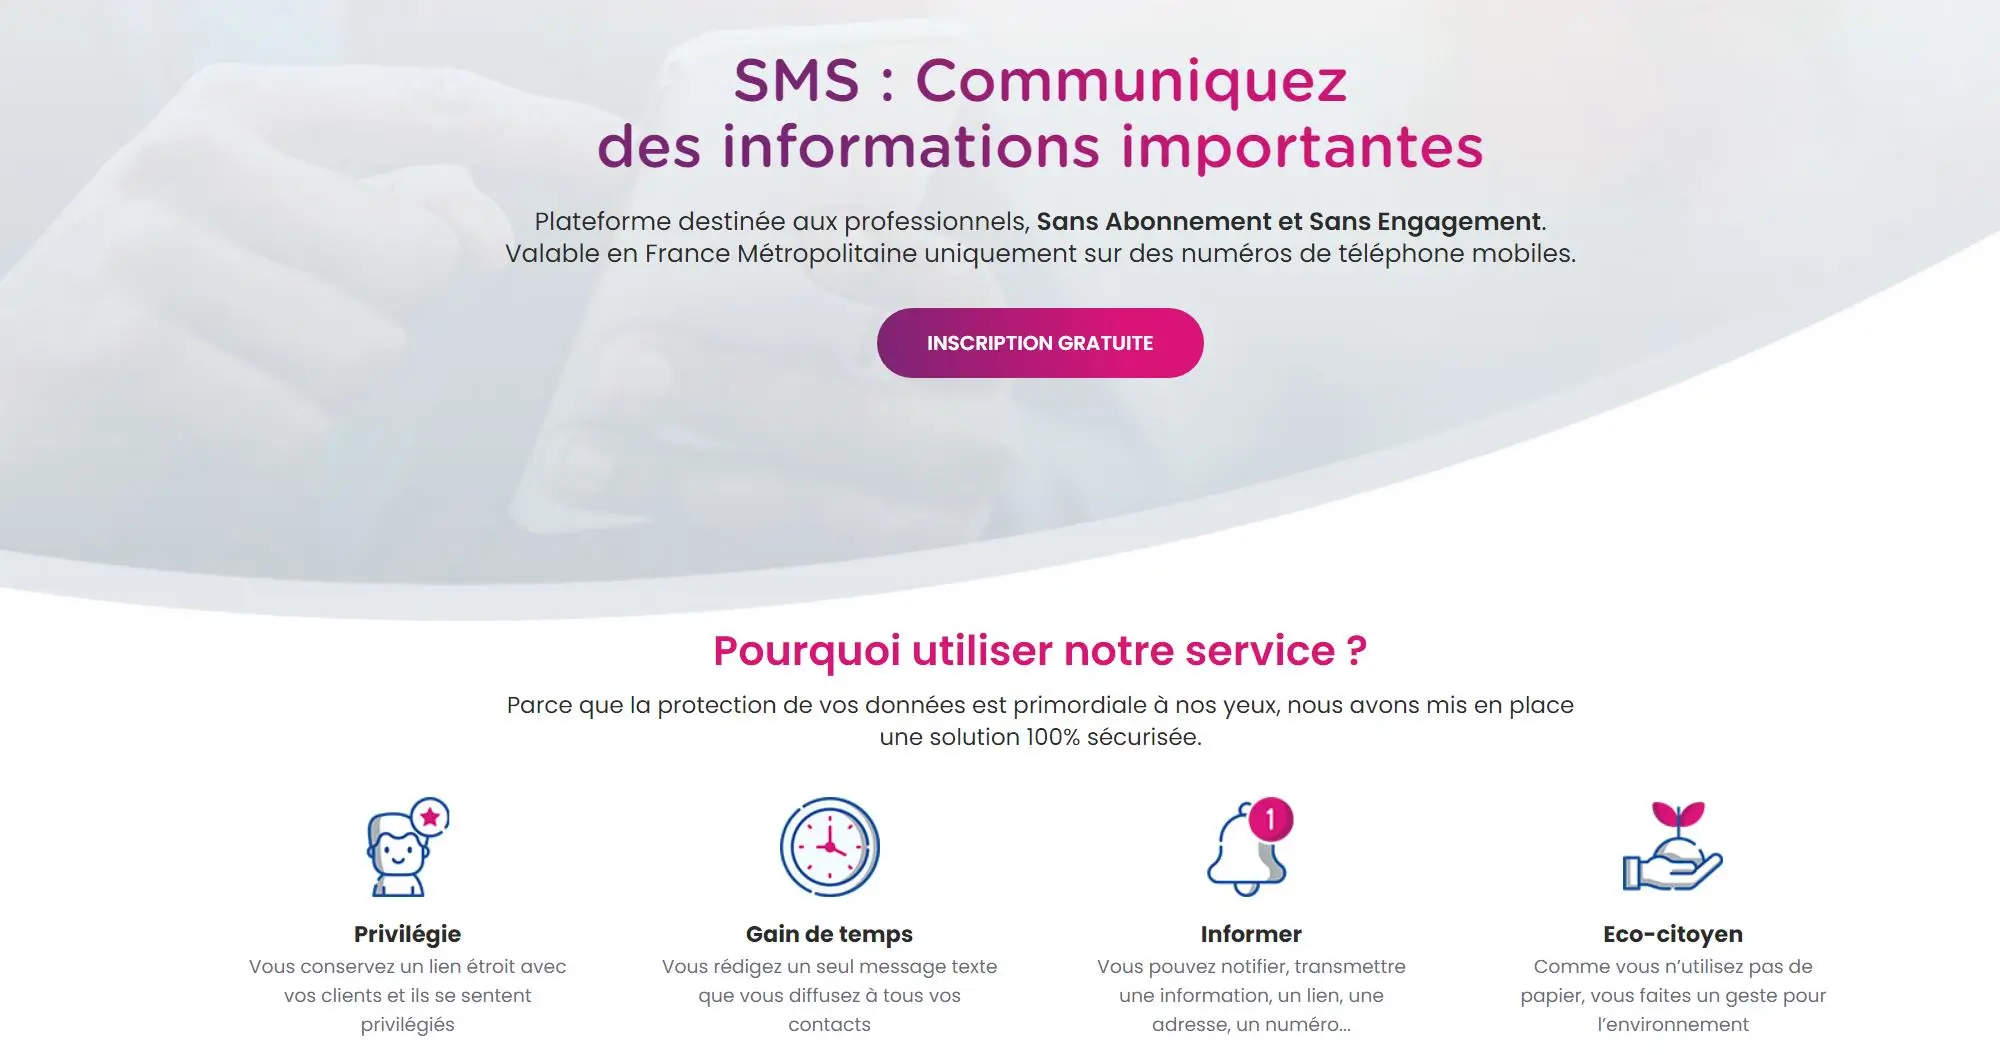 SMS : Communiquez
des informations importantes
Plateforme destinée aux professionnels, Sans Abonnement et Sans Engagement.
Valable en France Métropolitaine uniquement sur des numéros de téléphone mobiles.
INSCRIPTION GRATUITE
Pourquoi utiliser notre service ?
Parce que la protection de vos données est primordiale à nos yeux, nous avons mis en place
une solution 100% sécurisée.
1
Privilégie
Vous conservez un lien étroit avec
vos clients et ils se sentent
privilégiés
Gain de temps
Vous rédigez un seul message texte
que vous diffusez à tous vos
contacts
Informer
Vous pouvez notifier, transmettre
une information, un lien, une
adresse, un numéro...
Eco-citoyen
Comme vous n’utilisez pas de
papier, vous faites un geste pour
l’environnement